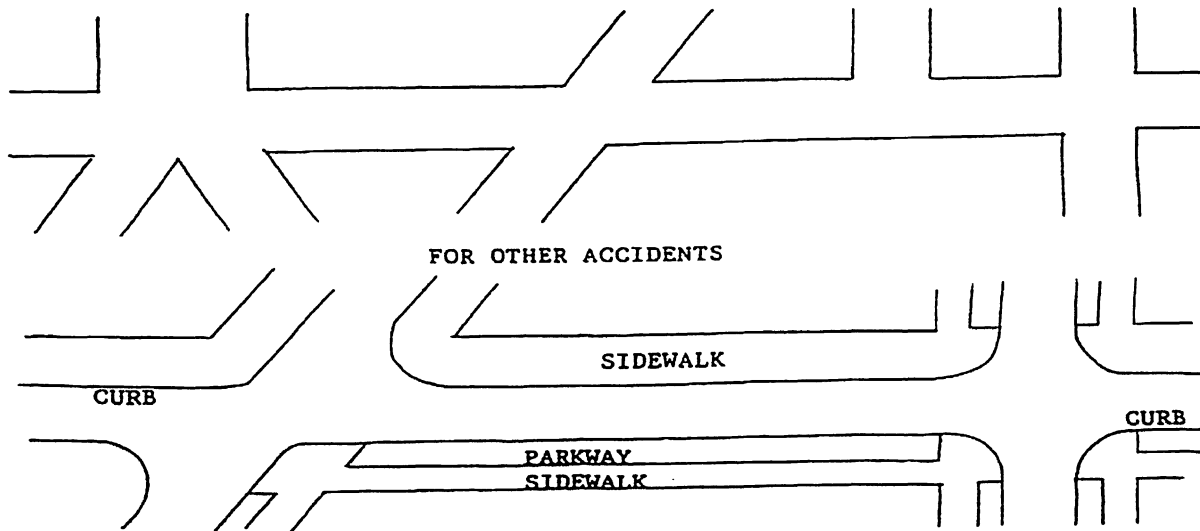 FOR OTHER ACCIDENTS
SIDEWALK
CURB
CURB
PARKWAY
SIDEWALK